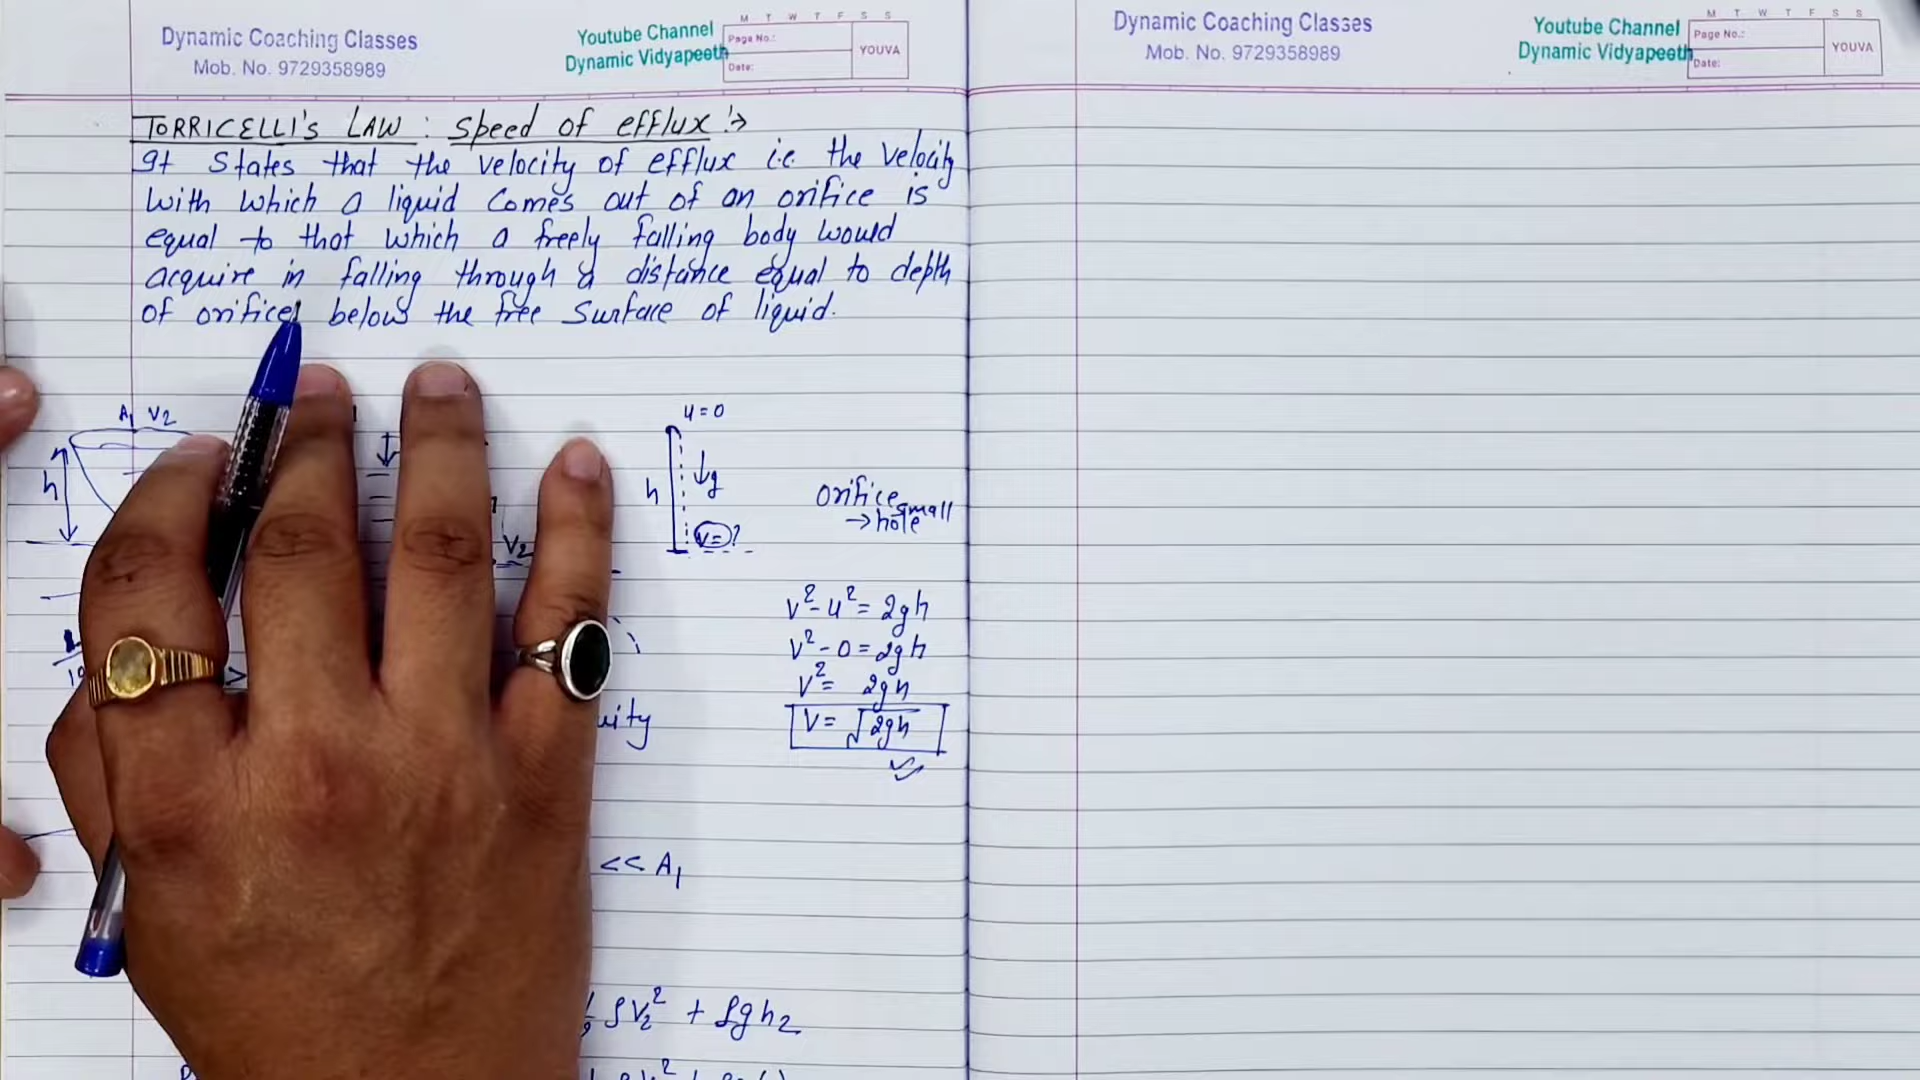 Dynamic Coaching Classes
Mob. No. 9729358989
Youtube Channel
Dynamic Vidyapeeth
M T W T F S S
Page No.:
Date:
YOUVA
TORRICELLI'S LAW : Speed of efflux :→
It States that the velocity of efflux i.e. the velocity
with which a liquid comes out of an orifice is
equal to that which a freely falling body would
acquire in falling through a distance equal to depth
of orifice below the free surface of liquid.
A₁ V₂
h
V₂
u = 0
h
↓g
v = ?
Orifice
→ small hole
v² - u² = 2gh
v² - 0 = 2gh
v² = 2gh
v = √2gh
<< A₁
ρV₂² + ρgh₂
Dynamic Coaching Classes
Mob. No. 9729358989
Youtube Channel
Dynamic Vidyapeeth
M T W T F S S
Page No.:
Date:
YOUVA